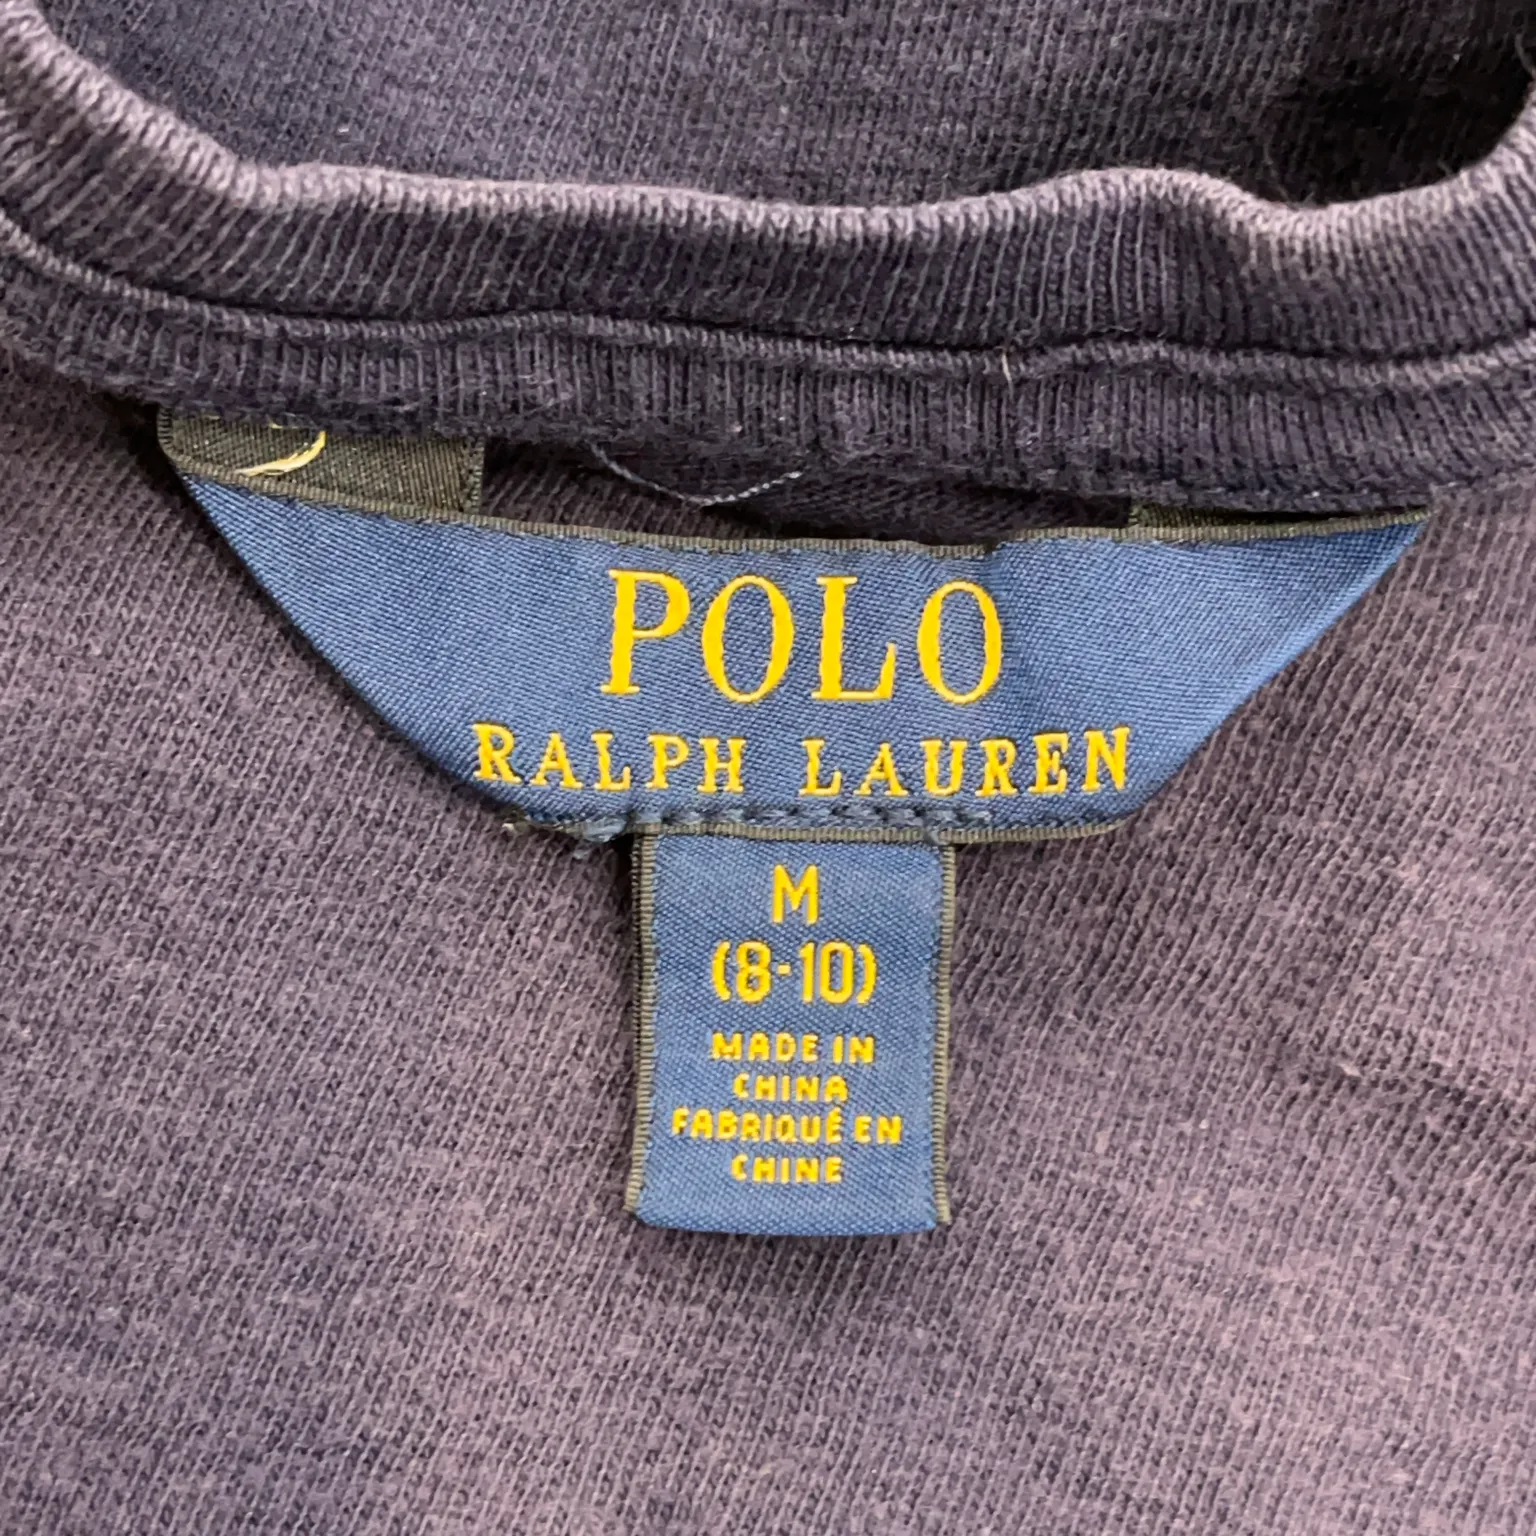 POLO
RALPH LAUREN
M
(8-10)
MADE IN
CHINA
FABRIQUÉ EN
CHINE